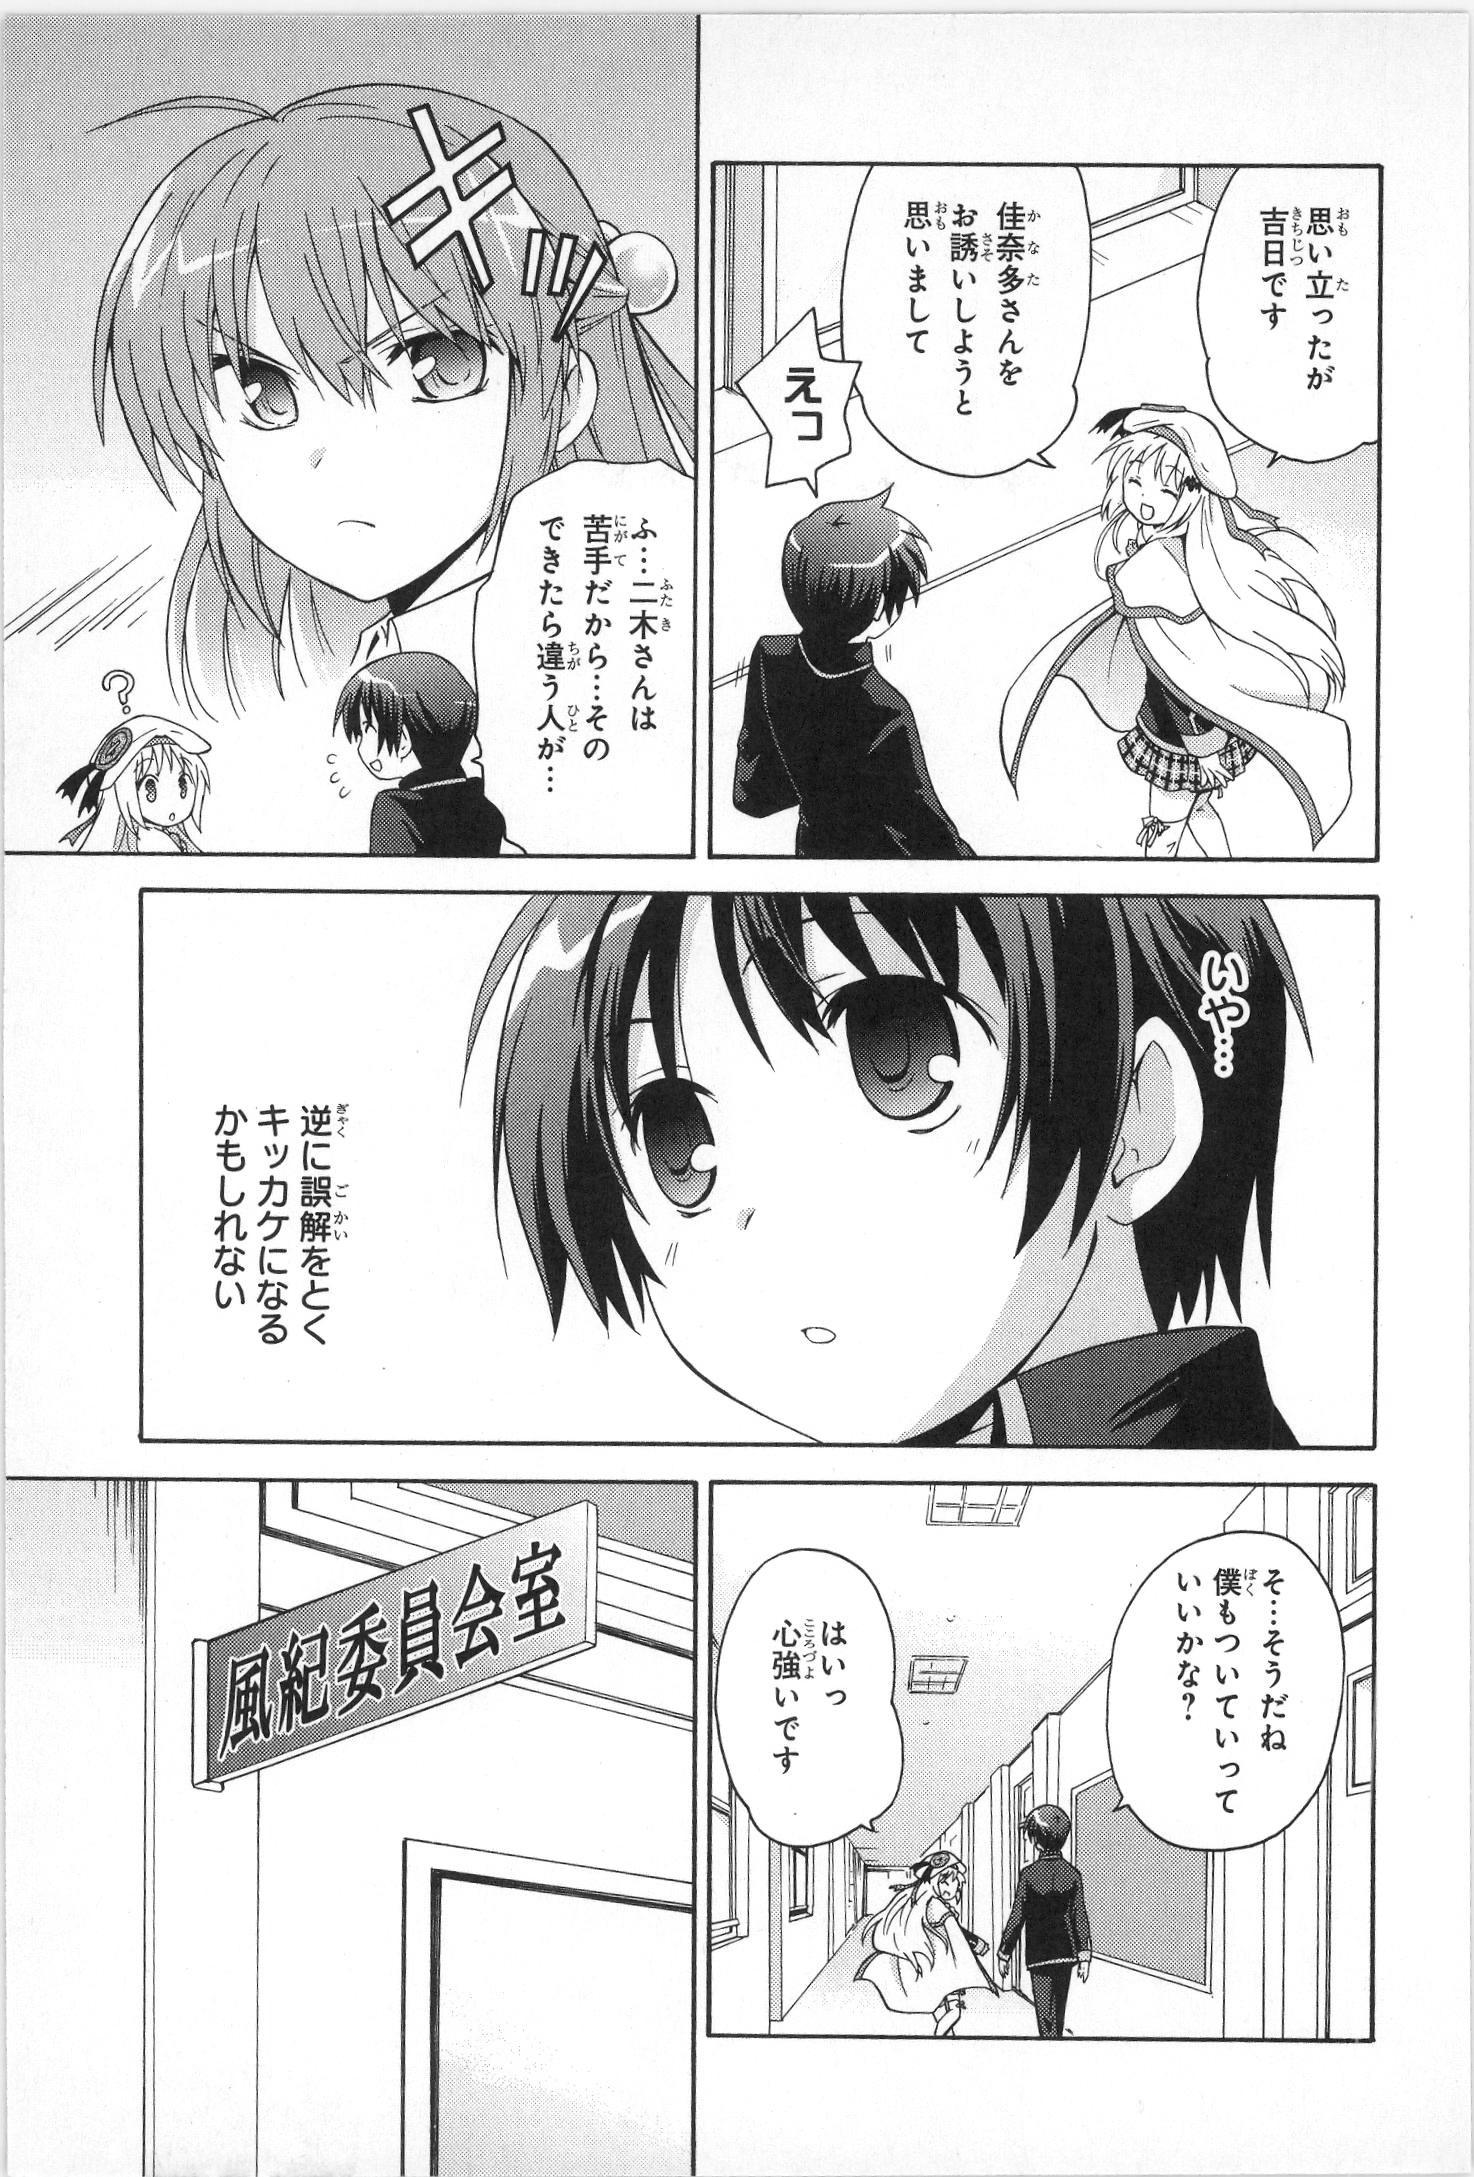 思い立ったが
吉日です
佳奈多さんを
お誘いしようと
思いまして
えっ
キッ
ふ…二木さんは
苦手だから…その
できたら違う人が…
?
いや…
逆に誤解をとく
キッカケになる
かもしれない
そ…そうだね
僕もついていって
いいかな?
はいっ
心強いです
風紀委員会室